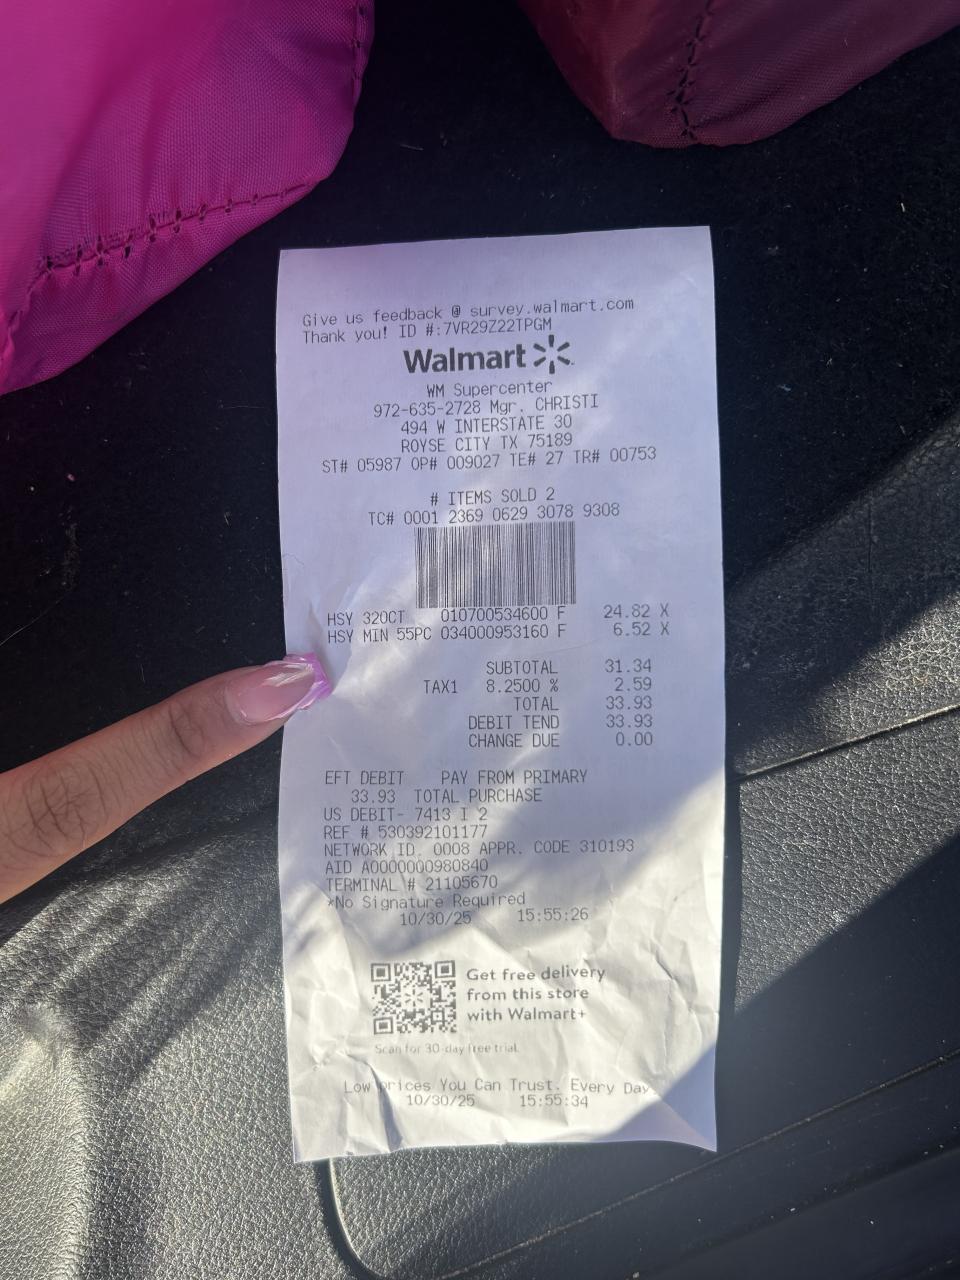 Give us feedback @ survey.walmart.com
Thank you! ID #:7VR29Z22TPGM
Walmart
WM Supercenter
972-635-2728 Mgr. CHRISTI
494 W INTERSTATE 30
ROYSE CITY TX 75189
ST# 05987 OP# 009027 TE# 27 TR# 00753
# ITEMS SOLD 2
TC# 0001 2369 0629 3078 9308
HSY 320CT 010700534600 F 24.82 X
HSY MIN 55PC 034000953160 F 6.52 X
SUBTOTAL 31.34
TAX1 8.2500 % 2.59
TOTAL 33.93
DEBIT TEND 33.93
CHANGE DUE 0.00
EFT DEBIT PAY FROM PRIMARY
33.93 TOTAL PURCHASE
US DEBIT- 7413 I 2
REF # 530392101177
NETWORK ID. 0008 APPR. CODE 310193
AID A0000000980840
TERMINAL # 21105670
*No Signature Required
10/30/25 15:55:26
Get free delivery
from this store
with Walmart+
Scan for 30-day free trial.
Low Prices You Can Trust. Every Day.
10/30/25 15:55:34